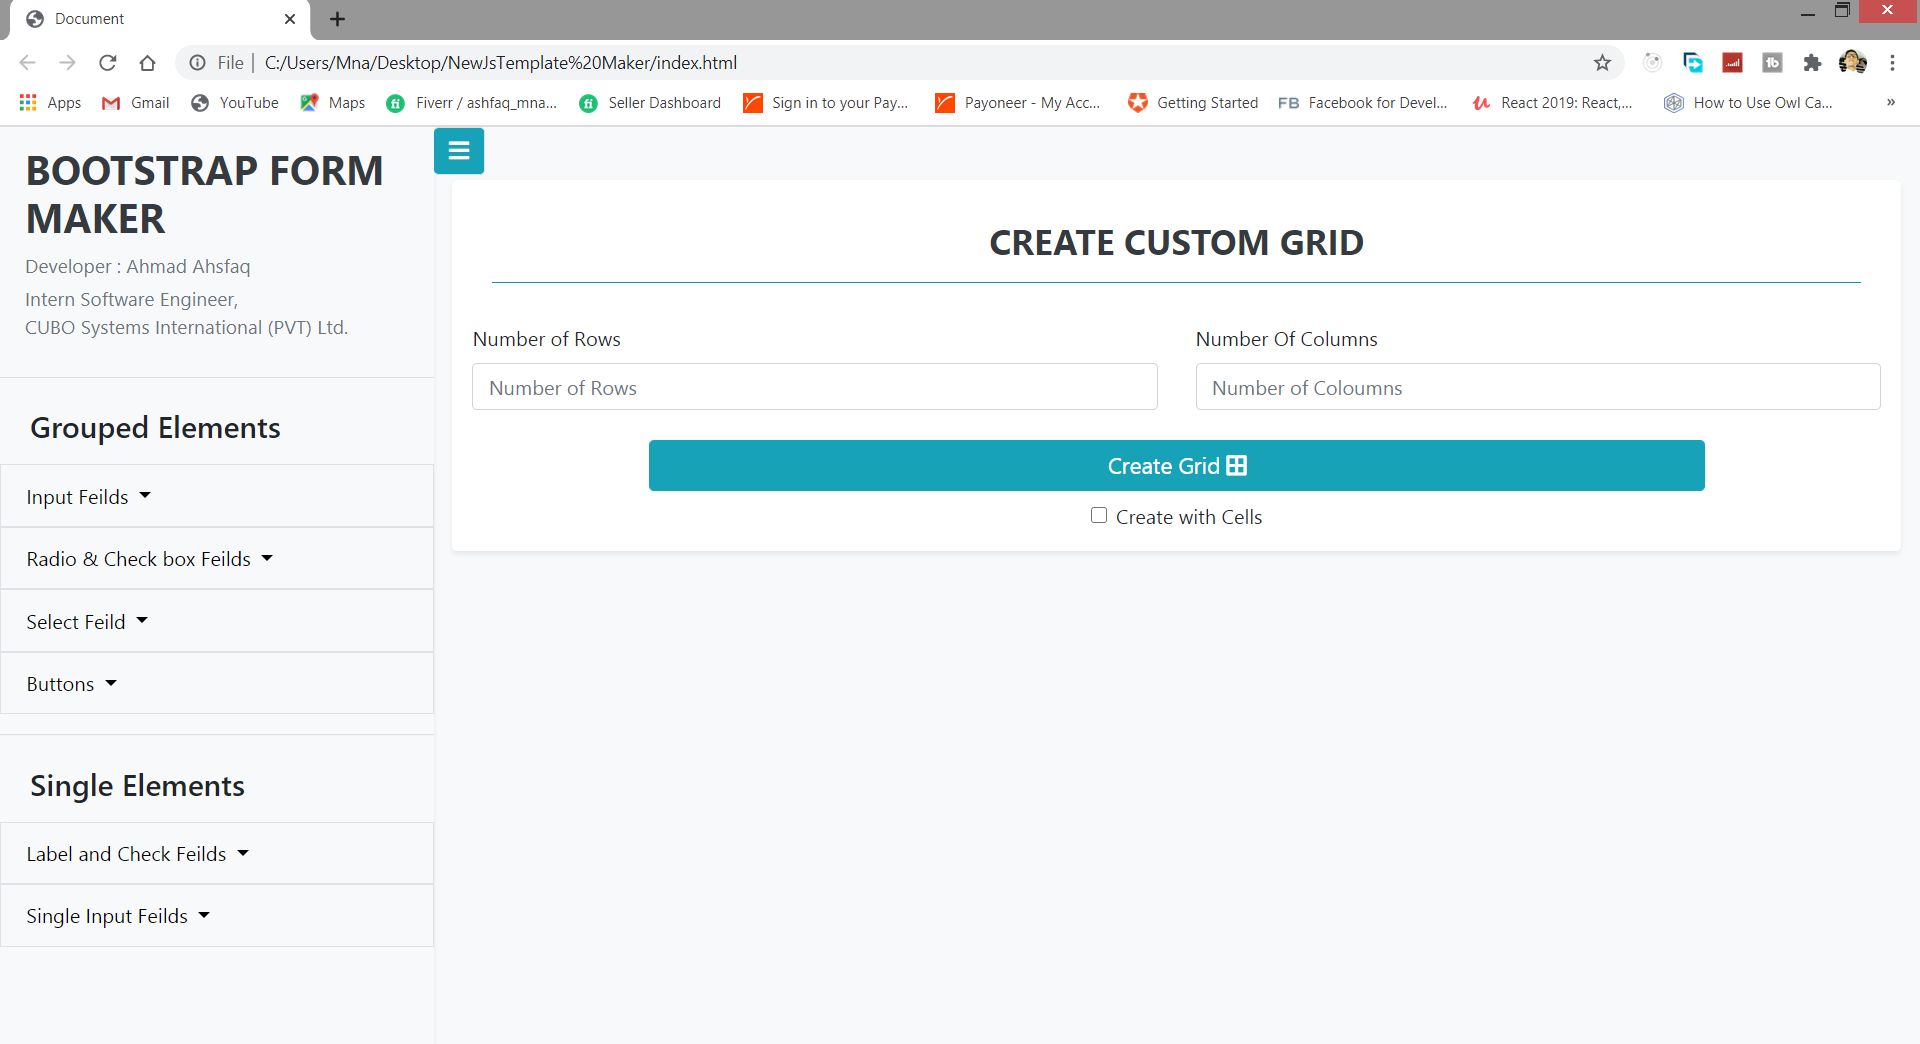 Document
File | C:/Users/Mna/Desktop/NewJsTemplate%20Maker/index.html
Apps Gmail YouTube Maps Fiverr / ashfaq_mna... Seller Dashboard Sign in to your Pay... Payoneer - My Acc... Getting Started FB Facebook for Devel... React 2019: React,... How to Use Owl Ca... »
BOOTSTRAP FORM
MAKER
Developer : Ahmad Ahsfaq
Intern Software Engineer,
CUBO Systems International (PVT) Ltd.
Grouped Elements
Input Feilds
Radio & Check box Feilds
Select Feild
Buttons
Single Elements
Label and Check Feilds
Single Input Feilds
CREATE CUSTOM GRID
Number of Rows
Number of Rows
Number Of Columns
Number of Coloumns
Create Grid
Create with Cells